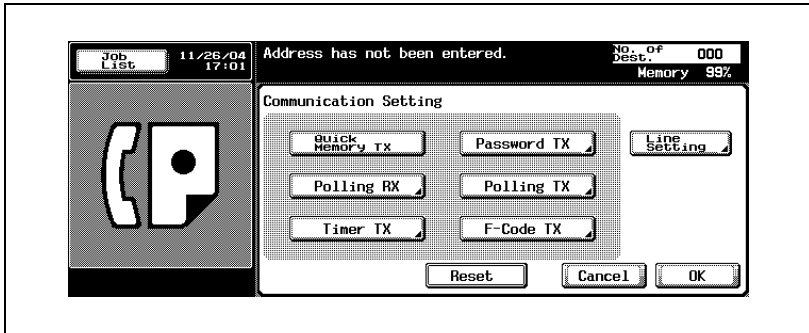 Job
List
11/26/04
17:01
Address has not been entered.
No. of
Dest.
000
Memory 99%
Communication Setting
Quick
Memory TX
Password TX
Line
Setting
Polling RX
Polling TX
Timer TX
F-Code TX
Reset
Cancel
OK